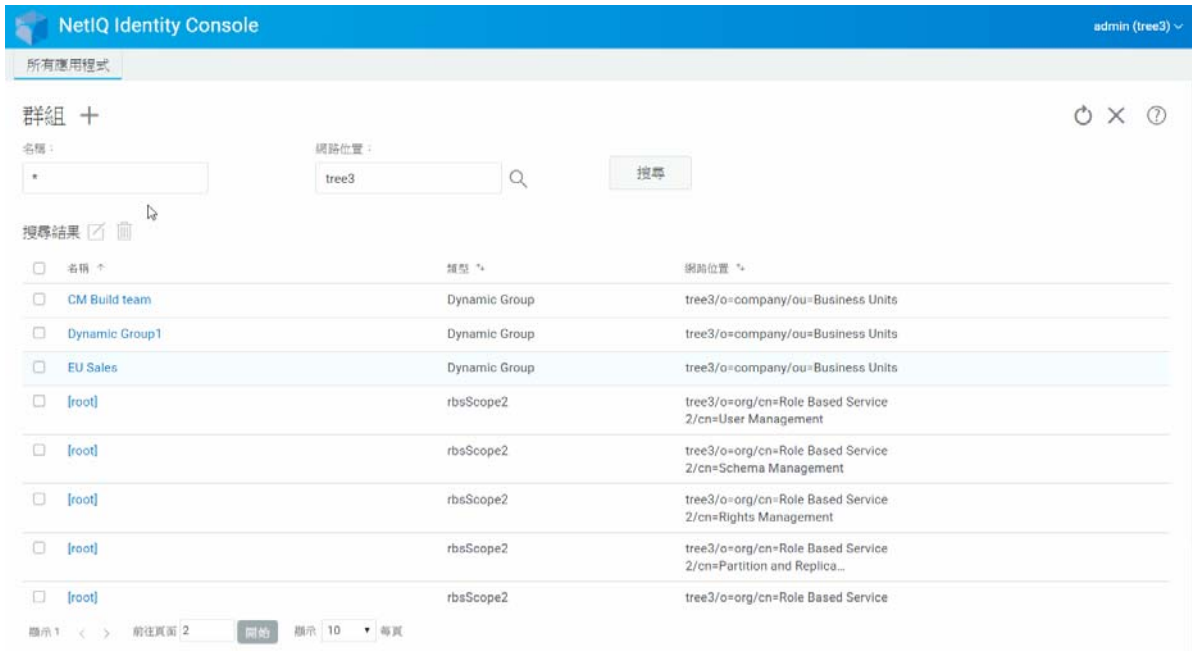 NetIQ Identity Console
admin (tree3)
所有應用程式
群組
名稱：
網路位置：
*
tree3
搜尋
搜尋結果
名稱 類型 網路位置
CM Build team Dynamic Group tree3/o=company/ou=Business Units
Dynamic Group1 Dynamic Group tree3/o=company/ou=Business Units
EU Sales Dynamic Group tree3/o=company/ou=Business Units
[root] rbsScope2 tree3/o=org/cn=Role Based Service
2/cn=User Management
[root] rbsScope2 tree3/o=org/cn=Role Based Service
2/cn=Schema Management
[root] rbsScope2 tree3/o=org/cn=Role Based Service
2/cn=Rights Management
[root] rbsScope2 tree3/o=org/cn=Role Based Service
2/cn=Partition and Replica...
[root] rbsScope2 tree3/o=org/cn=Role Based Service
顯示 1 < > 前往頁面 2 開始 顯示 10 每頁